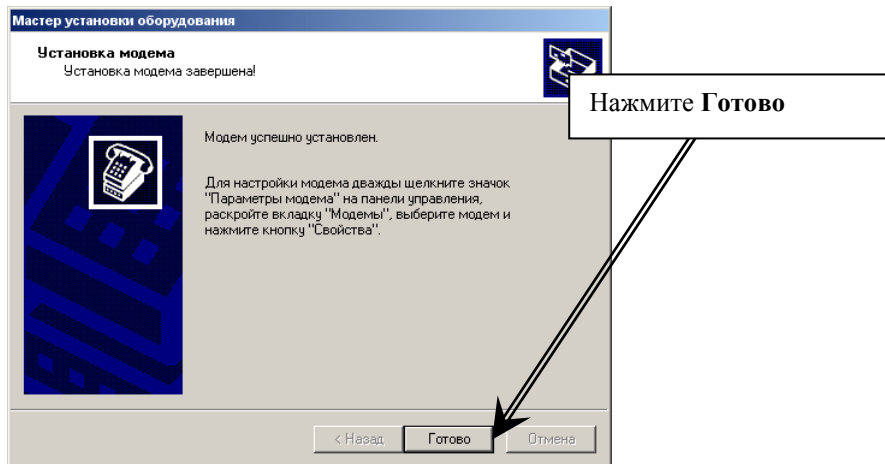 Мастер установки оборудования
Установка модема
Установка модема завершена!
Нажмите Готово
Модем успешно установлен.
Для настройки модема дважды щелкните значок
"Параметры модема" на панели управления,
раскройте вкладку "Модемы", выберите модем и
нажмите кнопку "Свойства".
< Назад
Готово
Отмена